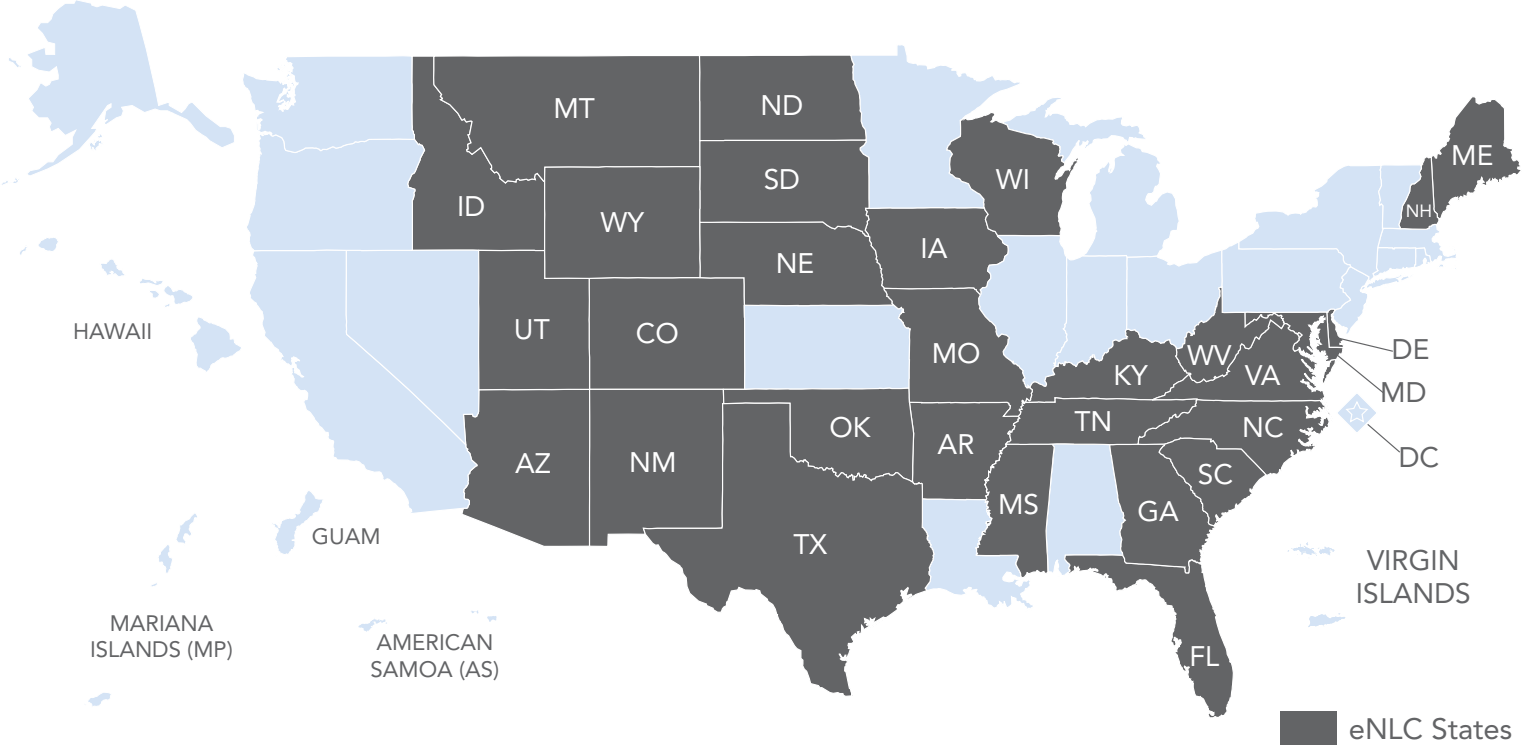 MT
ND
ME
WI
SD
NH
ID
WY
IA
NE
HAWAII
UT
CO
MO
WV
DE
KY
VA
MD
TN
OK
NC
AR
DC
AZ
NM
SC
MS
GA
GUAM
TX
VIRGIN
ISLANDS
MARIANA
ISLANDS (MP)
AMERICAN
SAMOA (AS)
FL
eNLC States